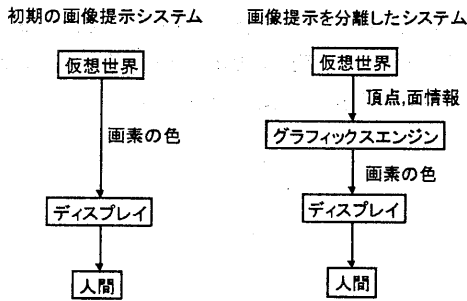 初期の画像提示システム
仮想世界
画素の色
ディスプレイ
人間
画像提示を分離したシステム
仮想世界
頂点,面情報
グラフィックスエンジン
画素の色
ディスプレイ
人間